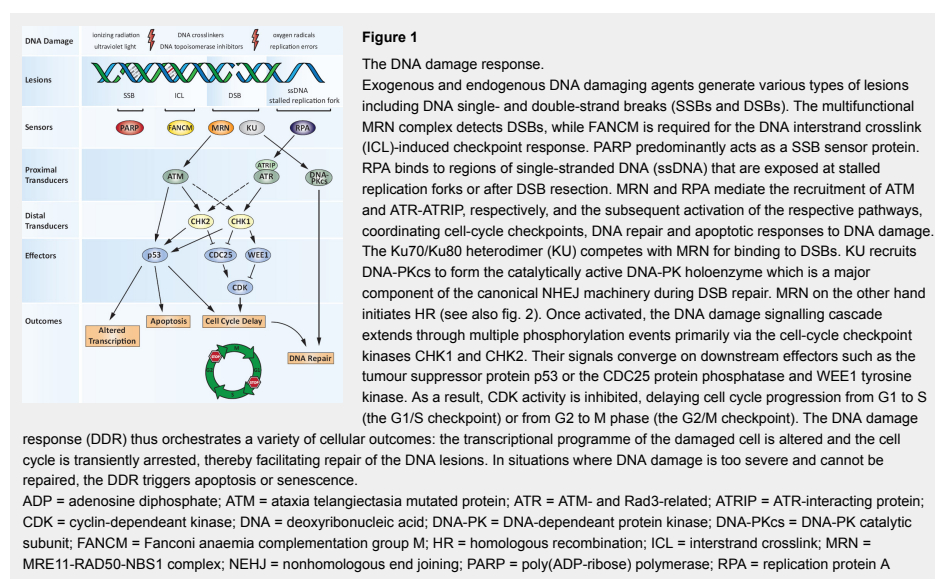 DNA Damage
ionizing radiation
ultraviolet light
DNA crosslinkers
DNA topoisomerase inhibitors
oxygen radicals
replication errors
Lesions
SSB
ICL
DSB
ssDNA
stalled replication fork
Sensors
PARP
FANCM
MRN
KU
RPA
Proximal
Transducers
ATM
ATRIP
ATR
DNA-
PKcs
Distal
Transducers
CHK2
CHK1
Effectors
p53
CDC25
WEE1
CDK
Outcomes
Altered
Transcription
Apoptosis
Cell Cycle Delay
DNA Repair
M
STOP
STOP
Figure 1
The DNA damage response.
Exogenous and endogenous DNA damaging agents generate various types of lesions
including DNA single- and double-strand breaks (SSBs and DSBs). The multifunctional
MRN complex detects DSBs, while FANCM is required for the DNA interstrand crosslink
(ICL)-induced checkpoint response. PARP predominantly acts as a SSB sensor protein.
RPA binds to regions of single-stranded DNA (ssDNA) that are exposed at stalled
replication forks or after DSB resection. MRN and RPA mediate the recruitment of ATM
and ATR-ATRIP, respectively, and the subsequent activation of the respective pathways,
coordinating cell-cycle checkpoints, DNA repair and apoptotic responses to DNA damage.
The Ku70/Ku80 heterodimer (KU) competes with MRN for binding to DSBs. KU recruits
DNA-PKcs to form the catalytically active DNA-PK holoenzyme which is a major
component of the canonical NHEJ machinery during DSB repair. MRN on the other hand
initiates HR (see also fig. 2). Once activated, the DNA damage signalling cascade
extends through multiple phosphorylation events primarily via the cell-cycle checkpoint
kinases CHK1 and CHK2. Their signals converge on downstream effectors such as the
tumour suppressor protein p53 or the CDC25 protein phosphatase and WEE1 tyrosine
kinase. As a result, CDK activity is inhibited, delaying cell cycle progression from G1 to S
(the G1/S checkpoint) or from G2 to M phase (the G2/M checkpoint). The DNA damage
response (DDR) thus orchestrates a variety of cellular outcomes: the transcriptional programme of the damaged cell is altered and the cell
cycle is transiently arrested, thereby facilitating repair of the DNA lesions. In situations where DNA damage is too severe and cannot be
repaired, the DDR triggers apoptosis or senescence.
ADP = adenosine diphosphate; ATM = ataxia telangiectasia mutated protein; ATR = ATM- and Rad3-related; ATRIP = ATR-interacting protein;
CDK = cyclin-dependeant kinase; DNA = deoxyribonucleic acid; DNA-PK = DNA-dependeant protein kinase; DNA-PKcs = DNA-PK catalytic
subunit; FANCM = Fanconi anaemia complementation group M; HR = homologous recombination; ICL = interstrand crosslink; MRN =
MRE11-RAD50-NBS1 complex; NEHJ = nonhomologous end joining; PARP = poly(ADP-ribose) polymerase; RPA = replication protein A